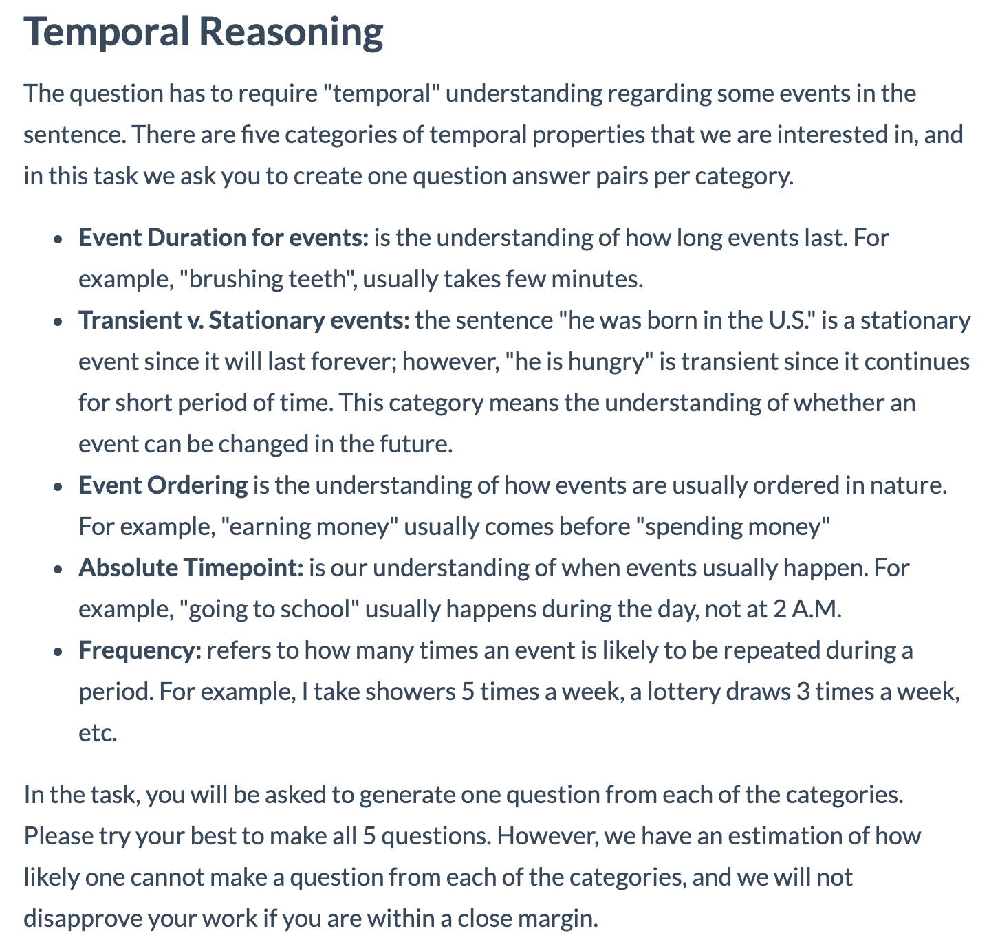 Temporal Reasoning
The question has to require "temporal" understanding regarding some events in the
sentence. There are five categories of temporal properties that we are interested in, and
in this task we ask you to create one question answer pairs per category.
• Event Duration for events: is the understanding of how long events last. For
example, "brushing teeth", usually takes few minutes.
• Transient v. Stationary events: the sentence "he was born in the U.S." is a stationary
event since it will last forever; however, "he is hungry" is transient since it continues
for short period of time. This category means the understanding of whether an
event can be changed in the future.
• Event Ordering is the understanding of how events are usually ordered in nature.
For example, "earning money" usually comes before "spending money"
• Absolute Timepoint: is our understanding of when events usually happen. For
example, "going to school" usually happens during the day, not at 2 A.M.
• Frequency: refers to how many times an event is likely to be repeated during a
period. For example, I take showers 5 times a week, a lottery draws 3 times a week,
etc.
In the task, you will be asked to generate one question from each of the categories.
Please try your best to make all 5 questions. However, we have an estimation of how
likely one cannot make a question from each of the categories, and we will not
disapprove your work if you are within a close margin.